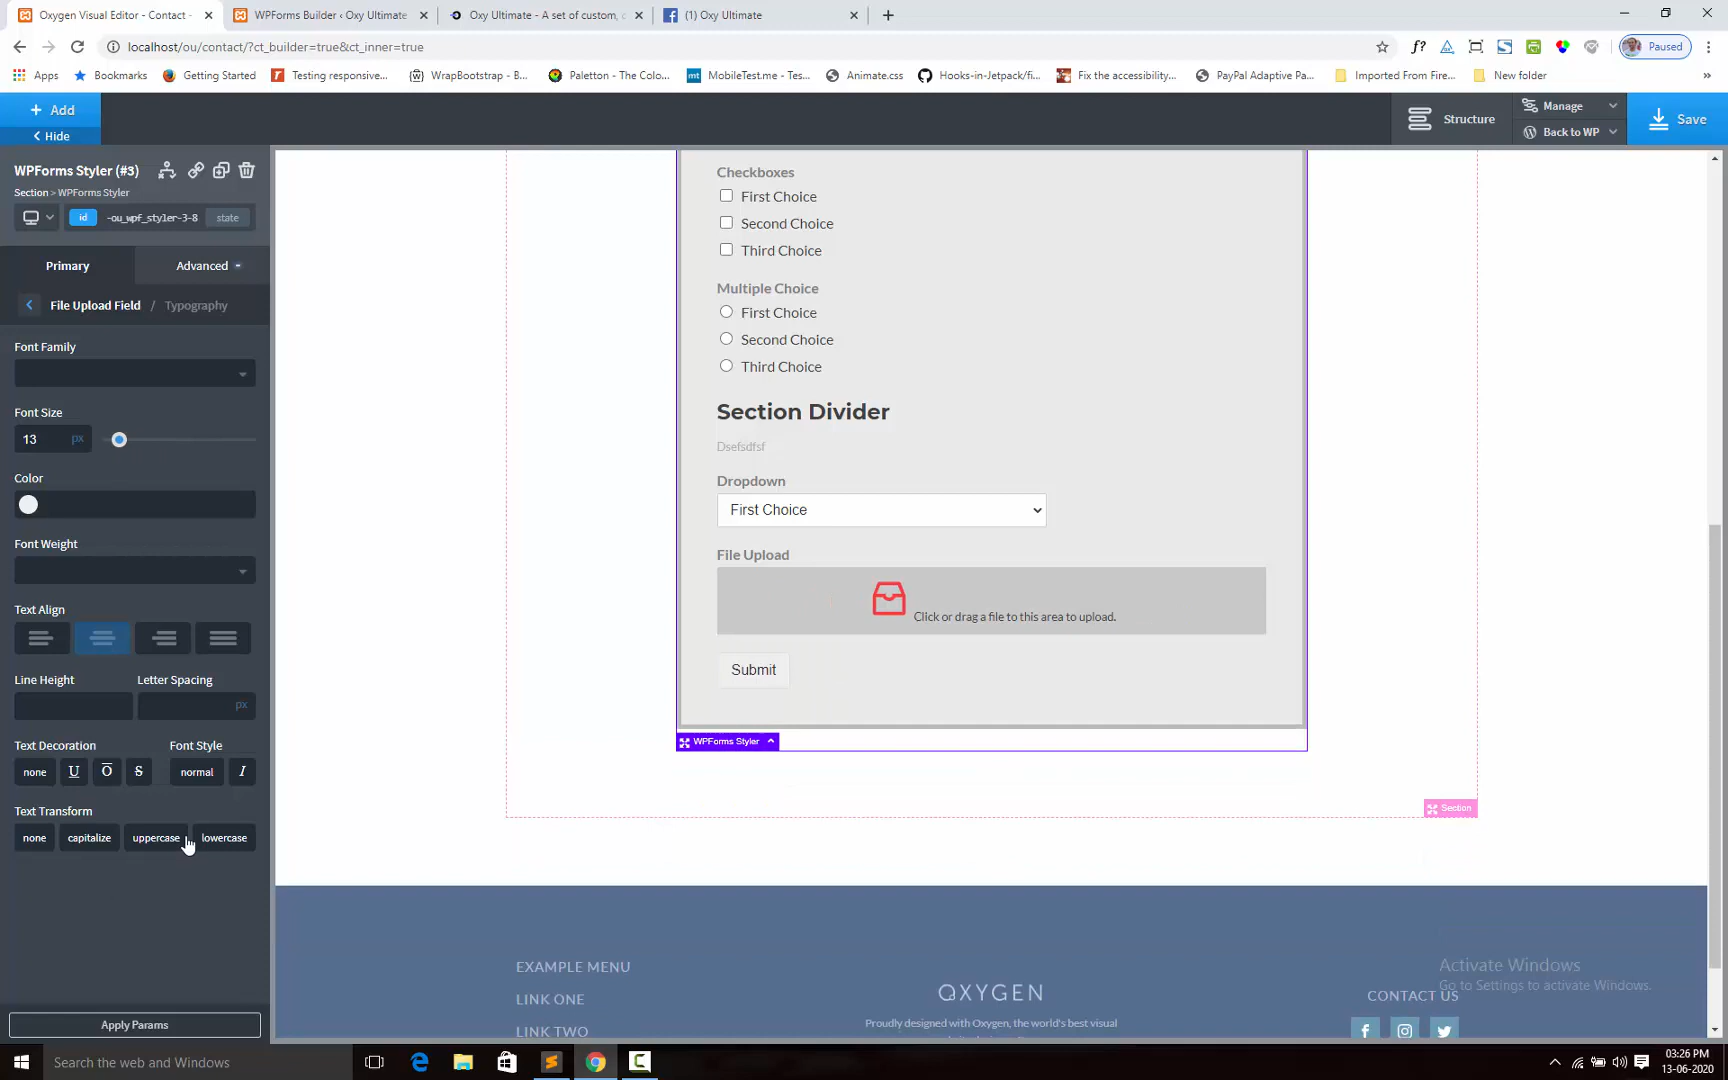 Oxygen Visual Editor - Contact -
WPForms Builder ‹ Oxy Ultimate
Oxy Ultimate - A set of custom, c
(1) Oxy Ultimate
localhost/ou/contact/?ct_builder=true&ct_inner=true
f?
Paused
Apps
Bookmarks
Getting Started
Testing responsive...
WrapBootstrap - B...
Paletton - The Colo...
MobileTest.me - Tes...
Animate.css
Hooks-in-Jetpack/fi...
Fix the accessibility...
PayPal Adaptive Pa...
Imported From Fire...
New folder
+ Add
Hide
Structure
Manage
Back to WP
Save
WPForms Styler (#3)
Section > WPForms Styler
id
-ou_wpf_styler-3-8
state
Primary
Advanced
File Upload Field / Typography
Font Family
Font Size
13 px
Color
Font Weight
Text Align
Line Height
Letter Spacing
px
Text Decoration
Font Style
none
U
O
S
normal
I
Text Transform
none
capitalize
uppercase
lowercase
Apply Params
Checkboxes
First Choice
Second Choice
Third Choice
Multiple Choice
First Choice
Second Choice
Third Choice
Section Divider
Dsefsdfsf
Dropdown
First Choice
File Upload
Click or drag a file to this area to upload.
Submit
WPForms Styler
Section
EXAMPLE MENU
LINK ONE
LINK TWO
OXYGEN
Proudly designed with Oxygen, the world's best visual
CONTACT US
Activate Windows
Go to Settings to activate Windows.
Search the web and Windows
03:26 PM
13-06-2020